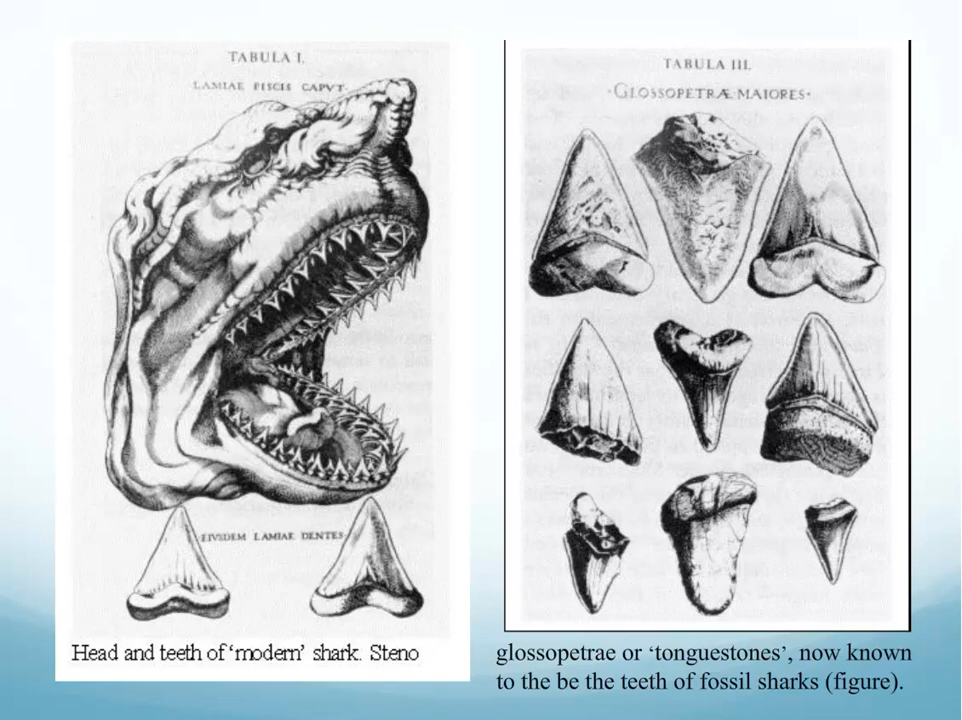 TABULA I.
LAMIAE PISCIS CAPVT·
EIVSDEM LAMIAE DENTES
Head and teeth of ‘modern’ shark. Steno
TABULA III.
·GLOSSOPETRÆ MAIORES·
glossopetrae or ‘tonguestones’, now known
to the be the teeth of fossil sharks (figure).